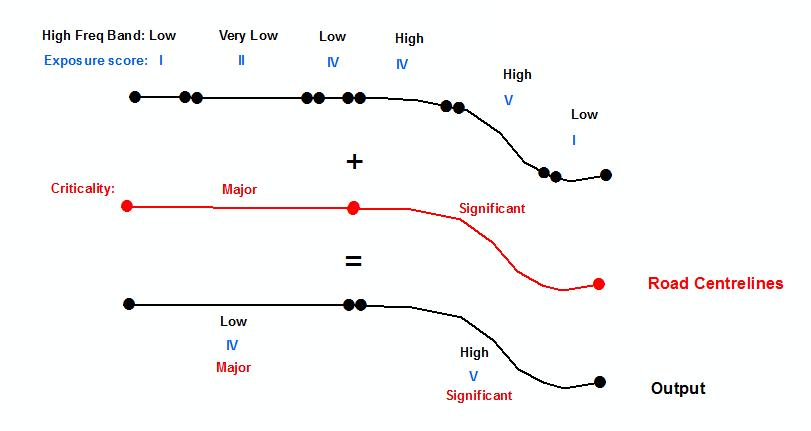 High Freq Band: Low Very Low Low High
Exposure score: I II IV IV
High
V
Low
I
+
Criticality: Major
Significant
=
Road Centrelines
Low
IV
Major
High
V
Significant
Output